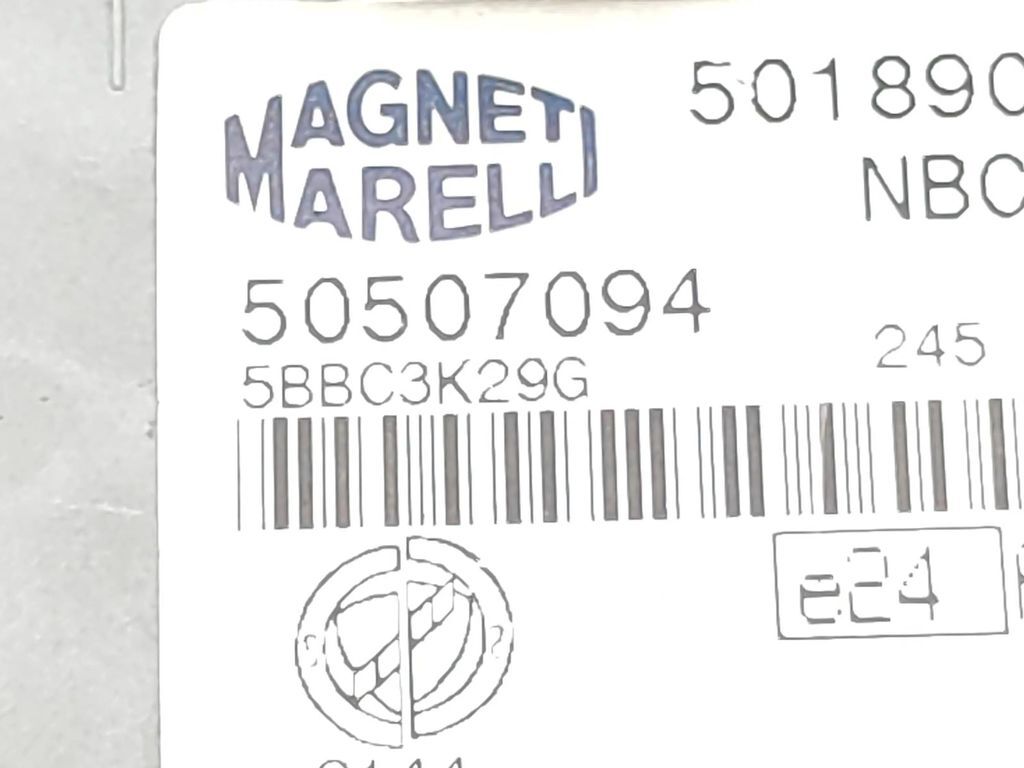 MAGNETI
MARELLI
501890
NBC
50507094
5BBC3K29G
245
e24